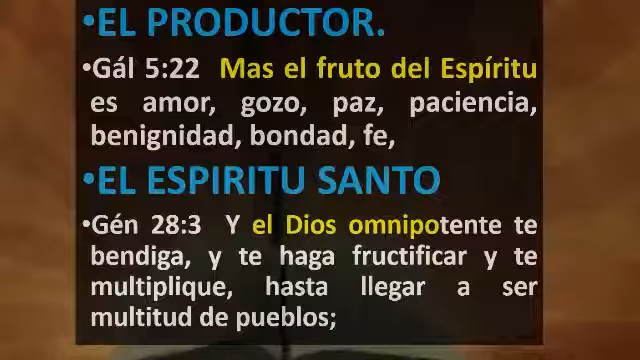 •EL PRODUCTOR.
•Gál 5:22 Mas el fruto del Espíritu
es amor, gozo, paz, paciencia,
benignidad, bondad, fe,
•EL ESPIRITU SANTO
•Gén 28:3 Y el Dios omnipotente te
bendiga, y te haga fructificar y te
multiplique, hasta llegar a ser
multitud de pueblos;